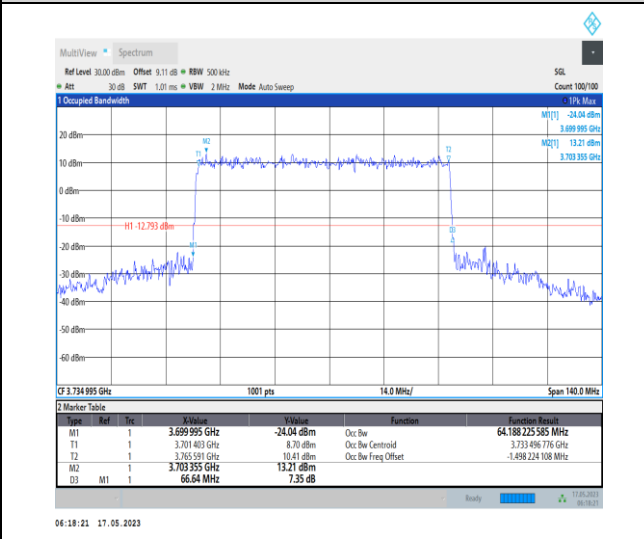 MultiView Spectrum
Ref Level 30.00 dBm Offset 9.11 dB RBW 500 kHz SGL
Att 30 dB SWT 1.01 ms VBW 2 MHz Mode Auto Sweep Count 100/100
1 Occupied Bandwidth 1Pk Max
M1[1] -24.04 dBm
3.699 995 GHz
M2[1] 13.21 dBm
3.703 355 GHz
20 dBm
M2
T1
T2
10 dBm
0 dBm
-10 dBm
H1 -12.793 dBm
D3
-20 dBm
M1
-30 dBm
-40 dBm
-50 dBm
-60 dBm
CF 3.734 995 GHz 1001 pts 14.0 MHz/ Span 140.0 MHz
2 Marker Table
Type Ref Trc X-Value Y-Value Function Function Result
M1 1 3.699 995 GHz -24.04 dBm Occ Bw 64.188 225 585 MHz
T1 1 3.701 403 GHz 8.70 dBm Occ Bw Centroid 3.733 496 776 GHz
T2 1 3.765 591 GHz 10.41 dBm Occ Bw Freq Offset -1.498 224 108 MHz
M2 1 3.703 355 GHz 13.21 dBm
D3 M1 1 66.64 MHz 7.35 dB
Ready 17.05.2023
06:18:21
06:18:21 17.05.2023